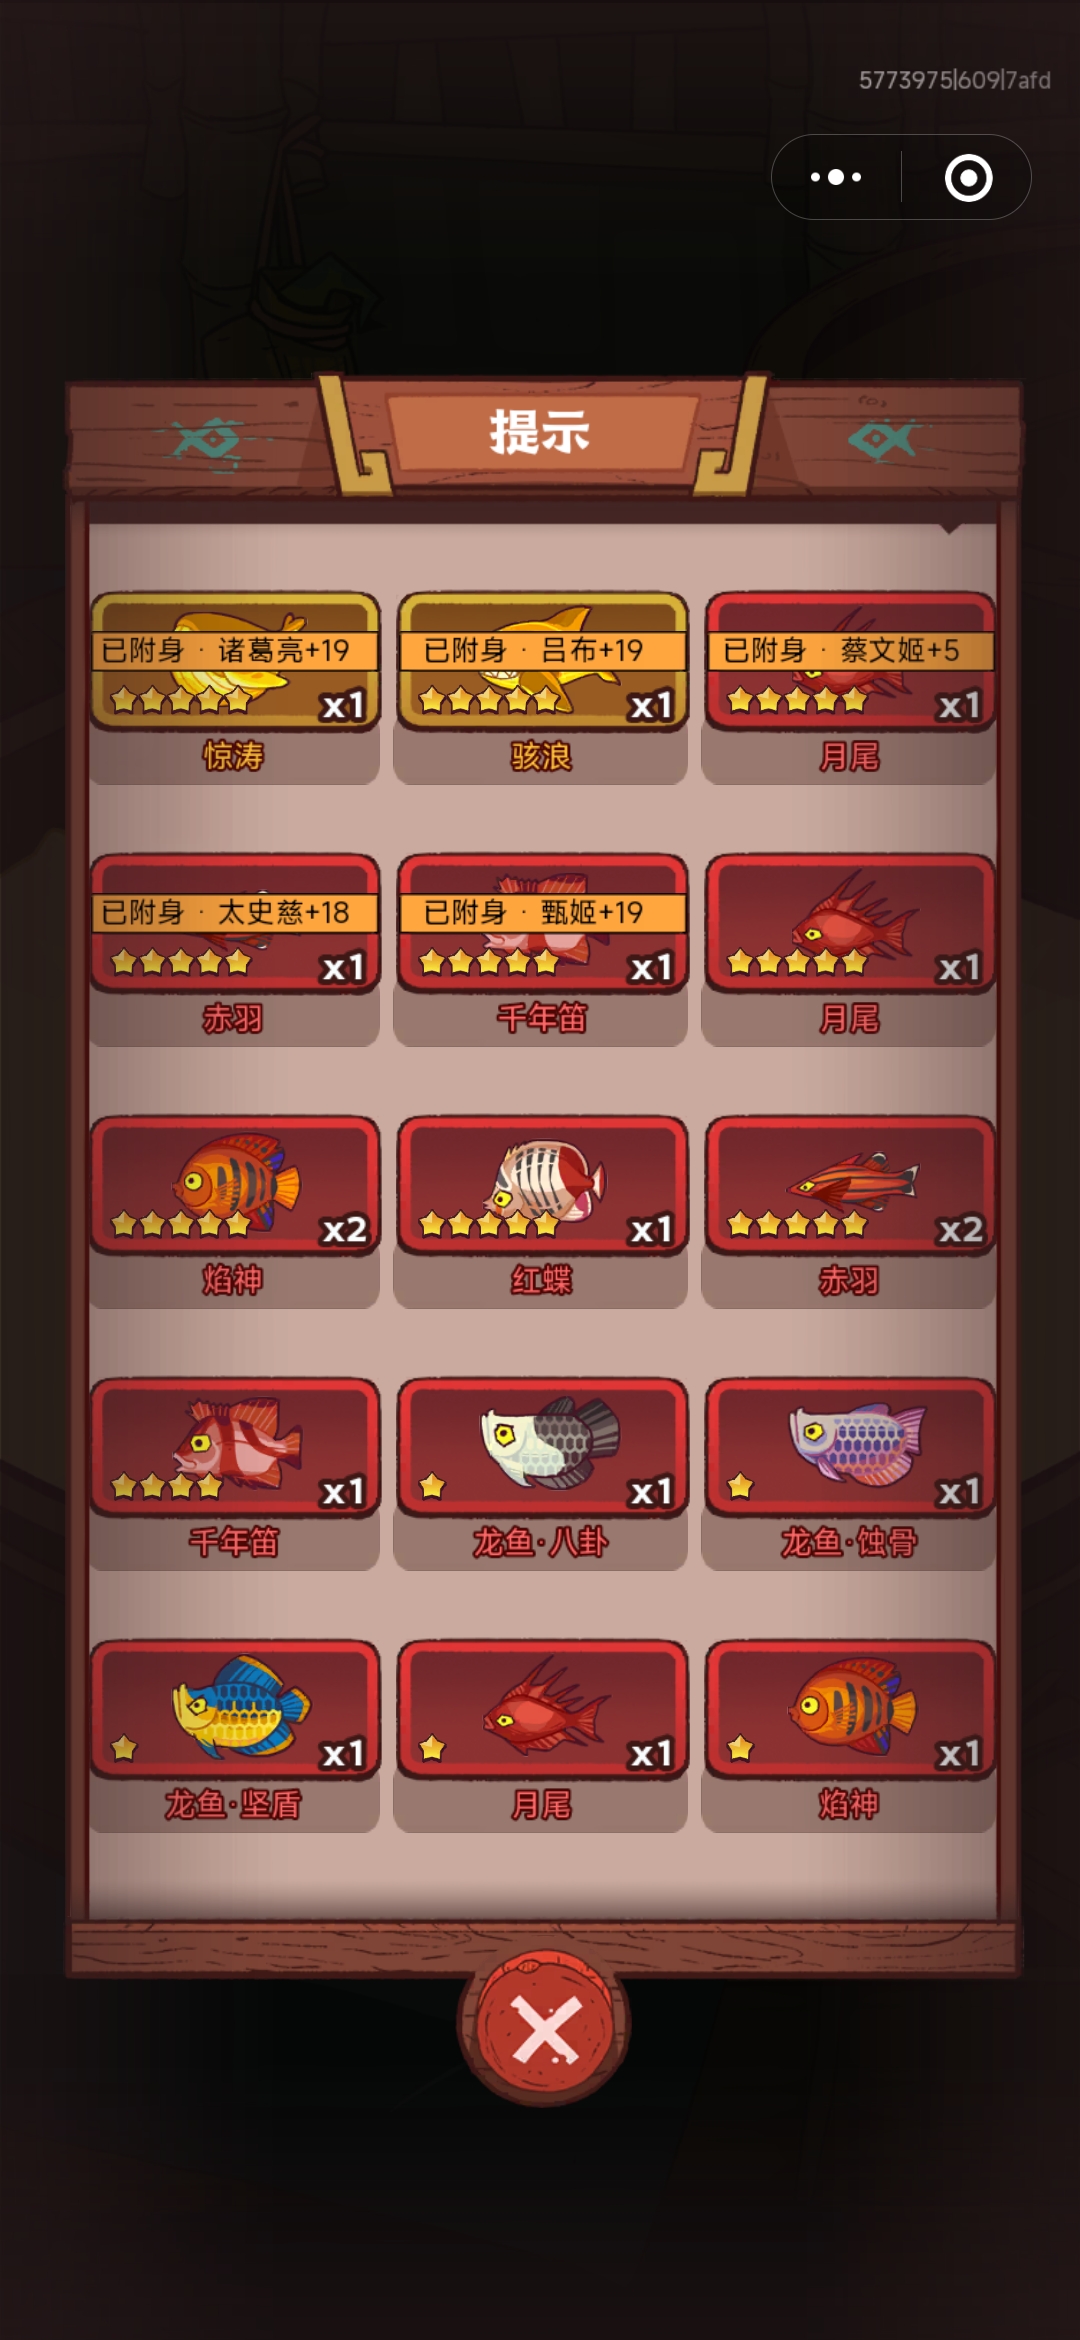 5773975|609|7afd
提示
已附身 · 诸葛亮+19
x1
惊涛
已附身 · 吕布+19
x1
骇浪
已附身 · 蔡文姬+5
x1
月尾
已附身 · 太史慈+18
x1
赤羽
已附身 · 甄姬+19
x1
千年笛
x1
月尾
x2
焰神
x1
红蝶
x2
赤羽
x1
千年笛
x1
龙鱼·八卦
x1
龙鱼·蚀骨
x1
龙鱼·坚盾
x1
月尾
x1
焰神